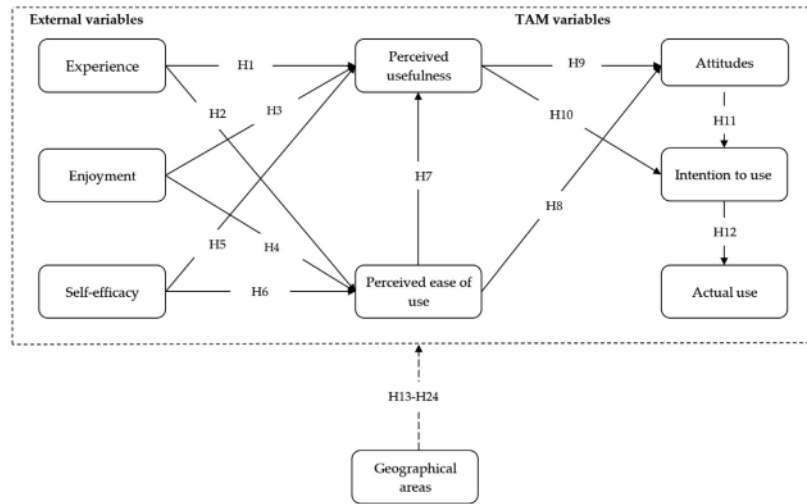 External variables
TAM variables
Experience
H1
Perceived
usefulness
H9
Attitudes
H2
H3
H10
H11
Enjoyment
H7
Intention to use
H5
H4
H8
H12
Self-efficacy
H6
Perceived ease of
use
Actual use
H13-H24
Geographical
areas